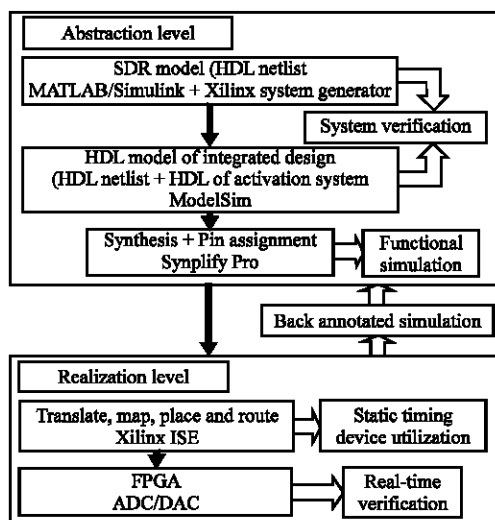 Abstraction level
SDR model (HDL netlist
MATLAB/Simulink + Xilinx system generator
System verification
HDL model of integrated design
(HDL netlist + HDL of activation system
ModelSim
Synthesis + Pin assignment
Synplify Pro
Functional
simulation
Back annotated simulation
Realization level
Translate, map, place and route
Xilinx ISE
Static timing
device utilization
FPGA
ADC/DAC
Real-time
verification